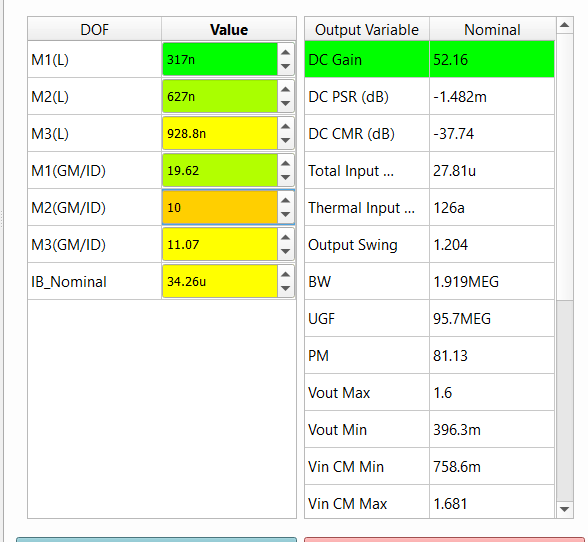 DOF Value
M1(L) 317n
M2(L) 627n
M3(L) 928.8n
M1(GM/ID) 19.62
M2(GM/ID) 10
M3(GM/ID) 11.07
IB_Nominal 34.26u
Output Variable Nominal
DC Gain 52.16
DC PSR (dB) -1.482m
DC CMR (dB) -37.74
Total Input ... 27.81u
Thermal Input ... 126a
Output Swing 1.204
BW 1.919MEG
UGF 95.7MEG
PM 81.13
Vout Max 1.6
Vout Min 396.3m
Vin CM Min 758.6m
Vin CM Max 1.681